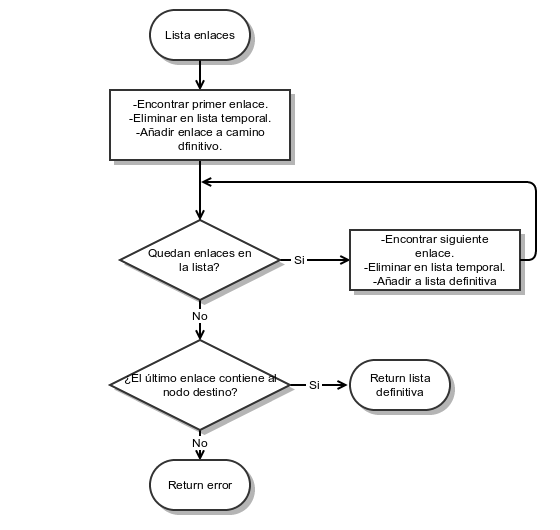 Lista enlaces
-Encontrar primer enlace.
-Eliminar en lista temporal.
-Añadir enlace a camino
dfinitivo.
Quedan enlaces en
la lista?
Si
-Encontrar siguiente
enlace.
-Eliminar en lista temporal.
-Añadir a lista definitiva
No
¿El último enlace contiene al
nodo destino?
Si
Return lista
definitiva
No
Return error